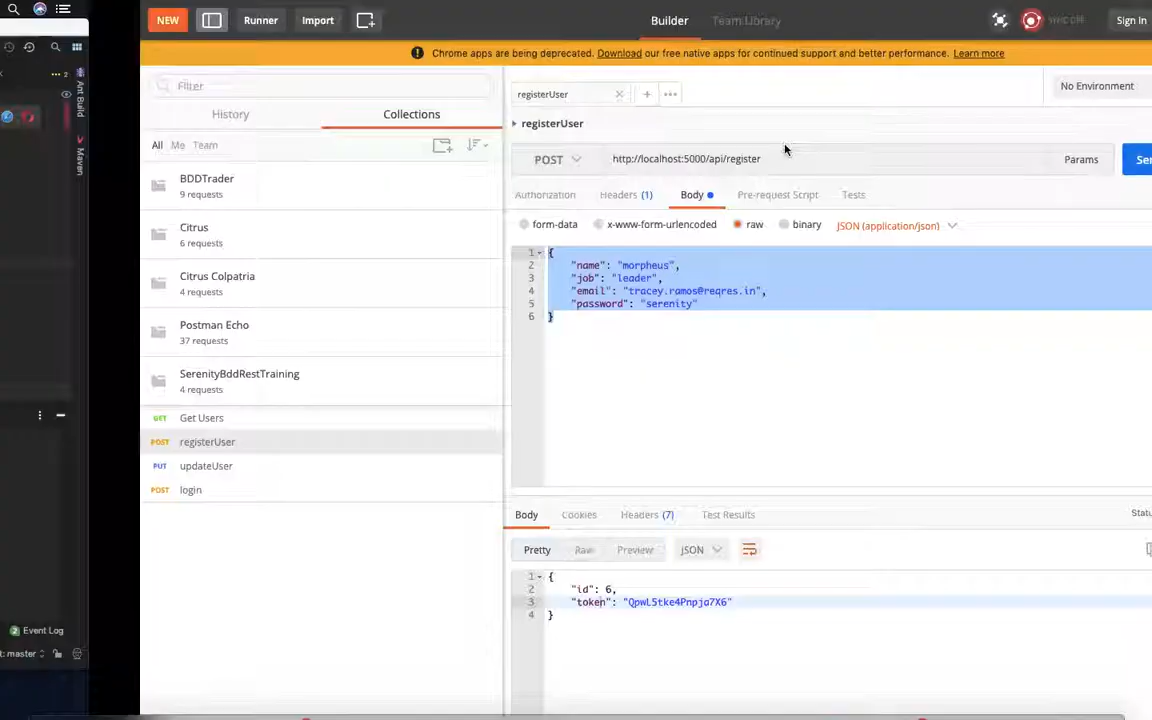 NEW
Runner
Import
Builder
Team Library
Sign In
Chrome apps are being deprecated. Download our free native apps for continued support and better performance. Learn more
Ant Build
Maven
Filter
History
Collections
All Me Team
BDDTrader
9 requests
Citrus
6 requests
Citrus Colpatria
4 requests
Postman Echo
37 requests
SerenityBddRestTraining
4 requests
GET Get Users
POST registerUser
PUT updateUser
POST login
2 Event Log
t: master
registerUser
No Environment
registerUser
POST
http://localhost:5000/api/register
Params
Sen
Authorization
Headers (1)
Body
Pre-request Script
Tests
form-data
x-www-form-urlencoded
raw
binary
JSON (application/json)
1 {
2 "name": "morpheus",
3 "job": "leader",
4 "email": "tracey.ramos@reqres.in",
5 "password": "serenity"
6 }
Body
Cookies
Headers (7)
Test Results
Statu
Pretty
Raw
Preview
JSON
1 {
2 "id": 6,
3 "token": "QpwL5tke4Pnpja7X6"
4 }